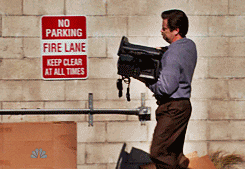 NO
PARKING
FIRE LANE
KEEP CLEAR
AT ALL TIMES